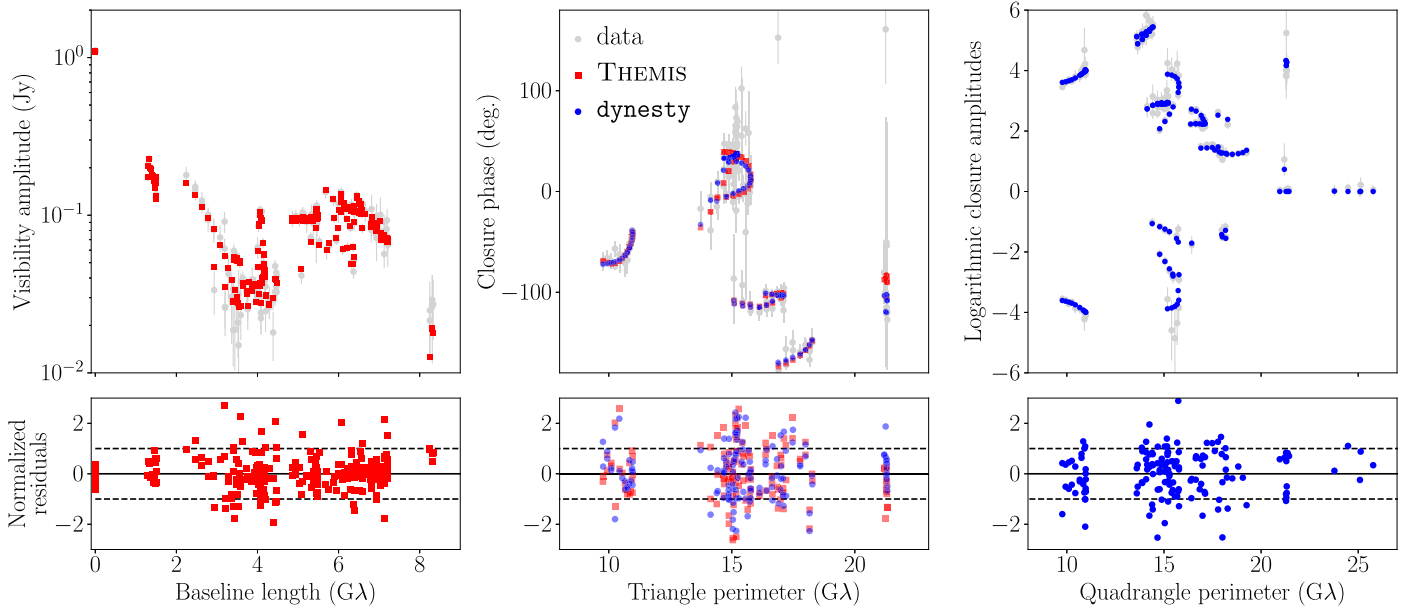 Visibility amplitude (Jy)
10^0
10^-1
10^-2
Closure phase (deg.)
100
0
−100
data
THEMIS
dynesty
Logarithmic closure amplitudes
6
4
2
0
−2
−4
−6
Normalized
residuals
2
0
−2
0 2 4 6 8
Baseline length (Gλ)
2
0
−2
10 15 20
Triangle perimeter (Gλ)
2
0
−2
10 15 20 25
Quadrangle perimeter (Gλ)